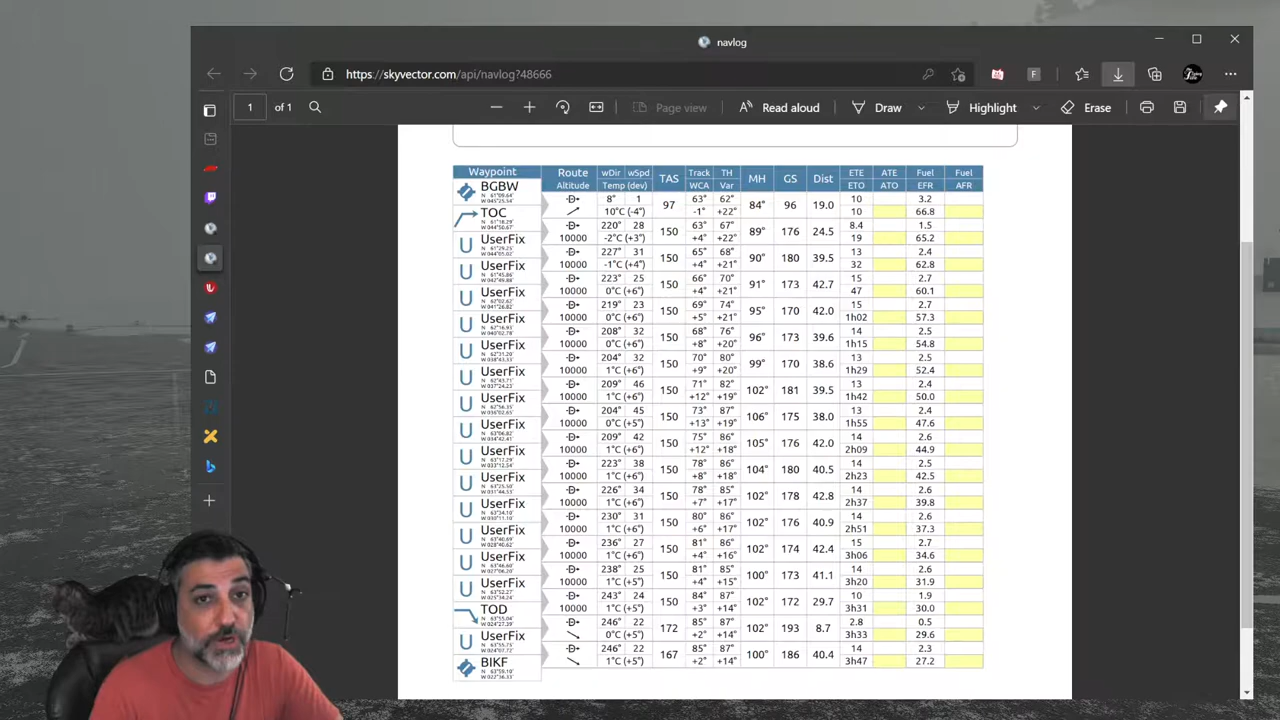 navlog
https://skyvector.com/api/navlog?48666
1 of 1 Page view Read aloud Draw Highlight Erase
Waypoint Route wDir wSpd TAS Track TH MH GS Dist ETE ATE Fuel Fuel
Altitude Temp (dev) WCA Var ETO ATO EFR AFR
BGBW
8° 1 97 63° 62° 84° 96 19.0 10 3.2
10°C (-4°) -1° +22° 10 66.8
TOC
220° 28 150 63° 67° 89° 176 24.5 8.4 1.5
10000 -2°C (+3°) +4° +22° 19 65.2
UserFix
227° 31 150 65° 68° 90° 180 39.5 13 2.4
10000 -1°C (+4°) +4° +21° 32 62.8
UserFix
223° 25 150 66° 70° 91° 173 42.7 15 2.7
10000 0°C (+6°) +4° +21° 47 60.1
UserFix
219° 23 150 69° 74° 95° 170 42.0 15 2.7
10000 0°C (+6°) +5° +21° 1h02 57.3
UserFix
208° 32 150 68° 76° 96° 173 39.6 14 2.5
10000 0°C (+6°) +8° +20° 1h15 54.8
UserFix
204° 32 150 70° 80° 99° 170 38.6 13 2.5
10000 1°C (+6°) +9° +20° 1h29 52.4
UserFix
209° 46 150 71° 82° 102° 181 39.5 13 2.4
10000 1°C (+6°) +12° +19° 1h42 50.0
UserFix
204° 45 150 73° 87° 106° 175 38.0 13 2.4
10000 0°C (+5°) +13° +19° 1h55 47.6
UserFix
209° 42 150 75° 86° 105° 176 42.0 14 2.6
10000 1°C (+6°) +12° +18° 2h09 44.9
UserFix
223° 38 150 78° 86° 104° 180 40.5 14 2.5
10000 1°C (+6°) +8° +18° 2h23 42.5
UserFix
226° 34 150 78° 85° 102° 178 42.8 14 2.6
10000 1°C (+6°) +7° +17° 2h37 39.8
UserFix
230° 31 150 80° 86° 102° 176 40.9 14 2.6
10000 1°C (+6°) +6° +17° 2h51 37.3
UserFix
236° 27 150 81° 86° 102° 174 42.4 15 2.7
10000 1°C (+6°) +4° +16° 3h06 34.6
UserFix
238° 25 150 81° 85° 100° 173 41.1 14 2.6
10000 1°C (+6°) +4° +15° 3h20 31.9
UserFix
243° 24 150 84° 87° 102° 172 29.7 10 1.9
10000 1°C (+5°) +3° +14° 3h31 30.0
TOD
246° 22 172 85° 87° 102° 193 8.7 2.8 0.5
0°C (+5°) +2° +14° 3h33 29.6
UserFix
246° 22 167 85° 87° 100° 186 40.4 14 2.3
1°C (+5°) +2° +14° 3h47 27.2
BIKF